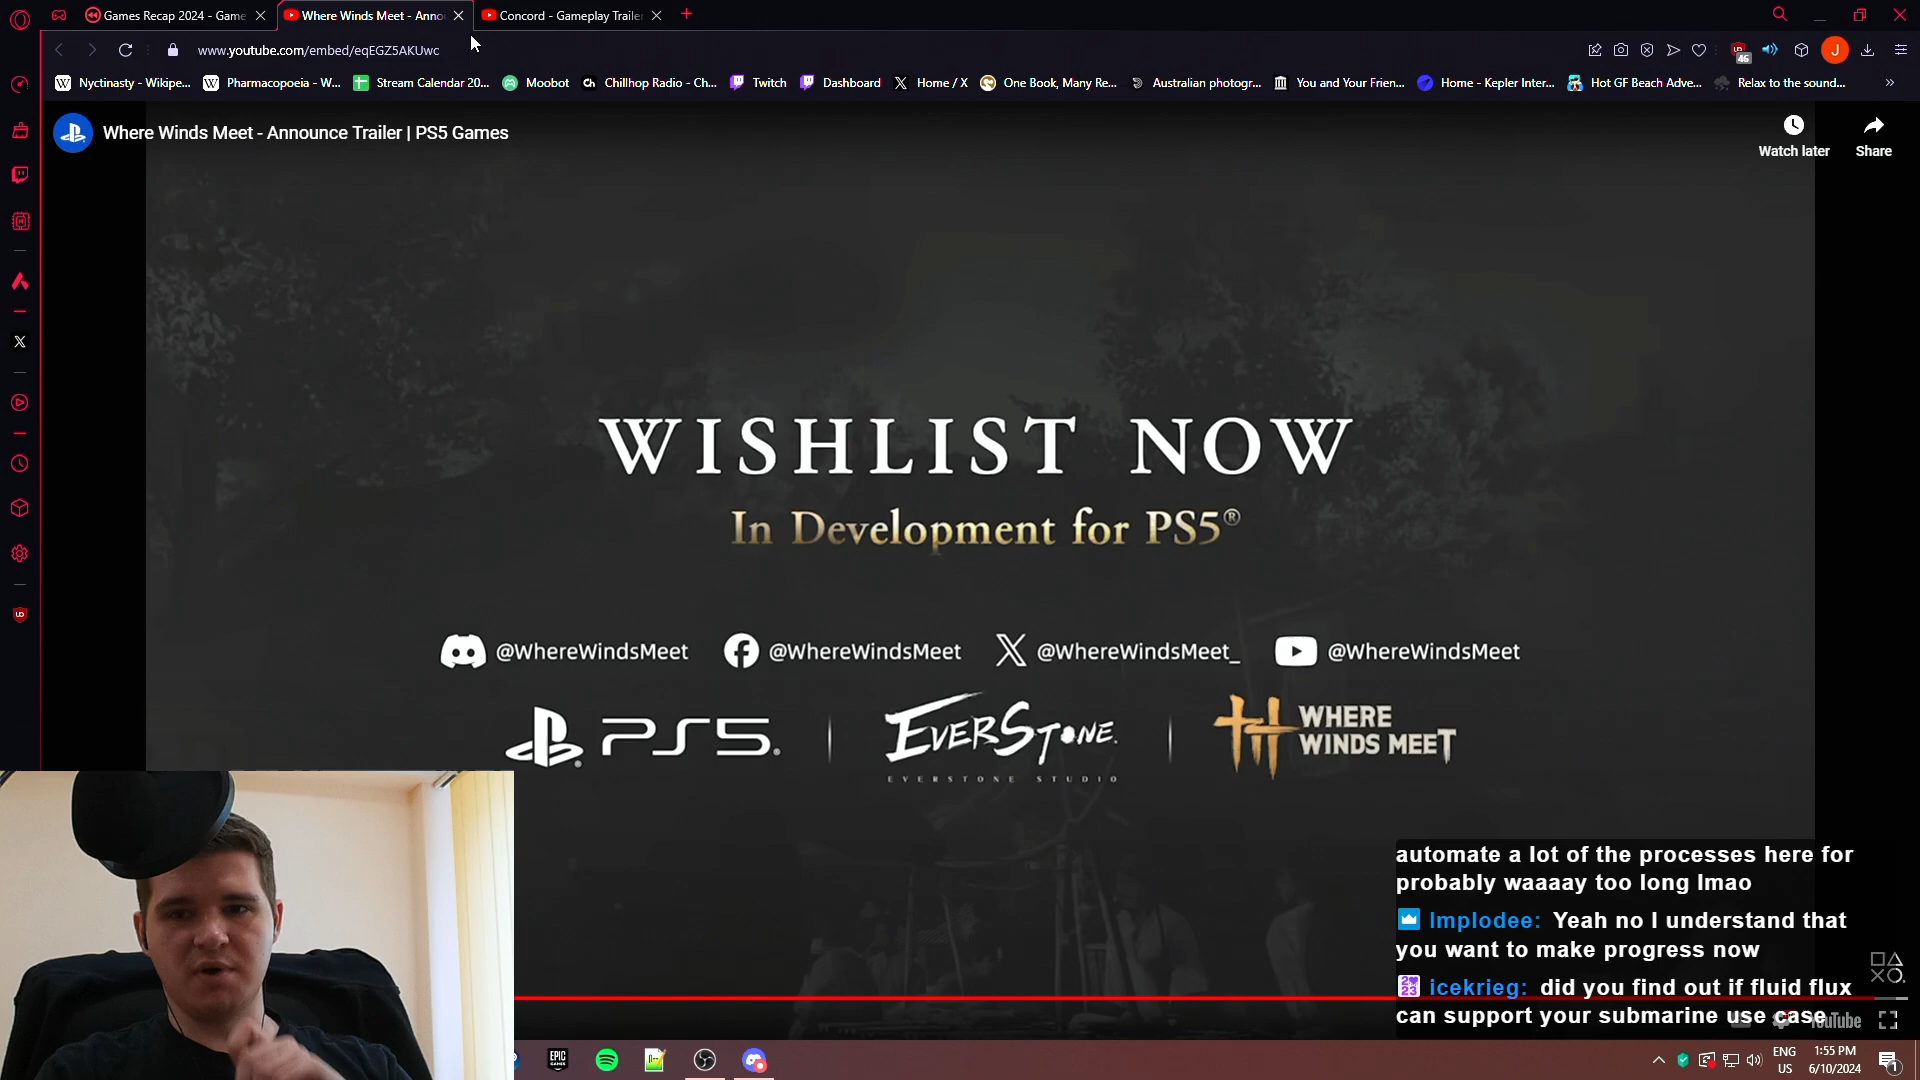 Games Recap 2024 - Game
Where Winds Meet - Annou
Concord - Gameplay Trailer
www.youtube.com/embed/eqEGZ5AKUwc
46
J
Nyctinasty - Wikipe...
Pharmacopoeia - W...
Stream Calendar 20...
Moobot
Chillhop Radio - Ch...
Twitch
Dashboard
Home / X
One Book, Many Re...
Australian photogr...
You and Your Frien...
Home - Kepler Inter...
Hot GF Beach Adve...
Relax to the sound...
Where Winds Meet - Announce Trailer | PS5 Games
Watch later
Share
WISHLIST NOW
In Development for PS5®
@WhereWindsMeet
@WhereWindsMeet
@WhereWindsMeet_
@WhereWindsMeet
PS5
EVERSTONE
EVERSTONE STUDIO
WHERE
WINDS MEET
automate a lot of the processes here for
probably waaaay too long lmao
Implodee: Yeah no I understand that
you want to make progress now
icekrieg: did you find out if fluid flux
can support your submarine use case
YouTube
EPIC
GAMES
ENG
US
1:55 PM
6/10/2024